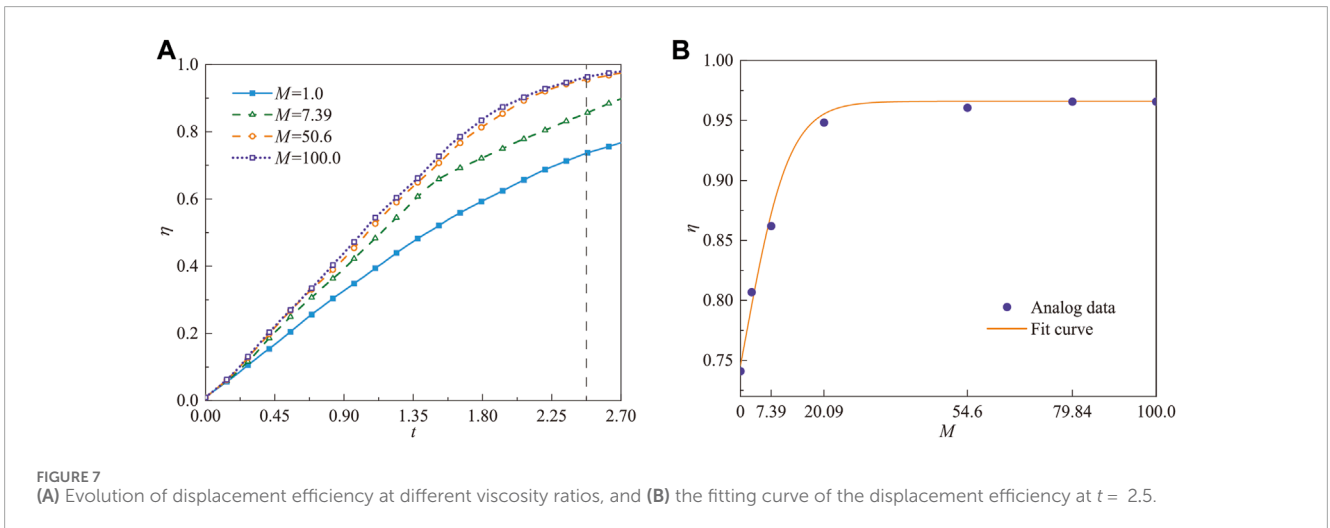 A
1.0
0.8
0.6
0.4
0.2
0.0
η
M=1.0
M=7.39
M=50.6
M=100.0
0.00 0.45 0.90 1.35 1.80 2.25 2.70
t
B
1.00
0.95
0.90
0.85
0.80
0.75
η
Analog data
Fit curve
0 7.39 20.09 54.6 79.84 100.0
M
FIGURE 7
(A) Evolution of displacement efficiency at different viscosity ratios, and (B) the fitting curve of the displacement efficiency at t = 2.5.